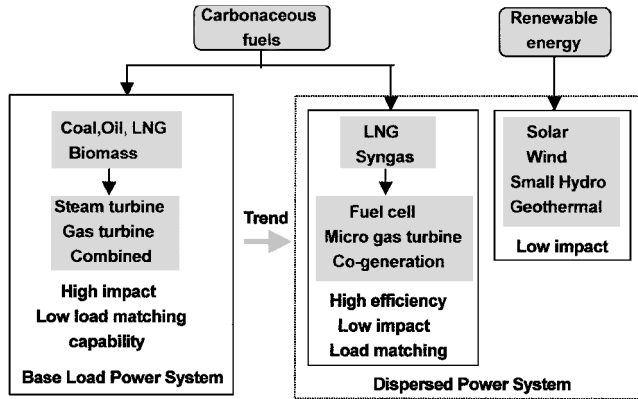 Carbonaceous
fuels
Renewable
energy
Coal,Oil, LNG
Biomass
Steam turbine
Gas turbine
Combined
High impact
Low load matching
capability
Base Load Power System
Trend
LNG
Syngas
Fuel cell
Micro gas turbine
Co-generation
High efficiency
Low impact
Load matching
Solar
Wind
Small Hydro
Geothermal
Low impact
Dispersed Power System